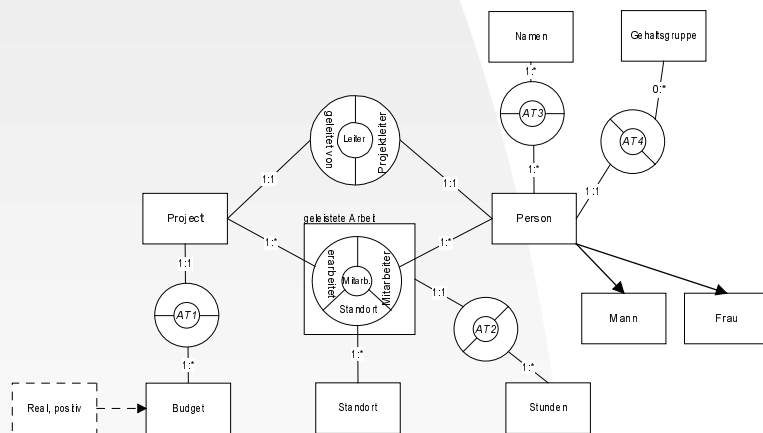 Namen
Gehaltsgruppe
1:*
0:*
AT3
AT4
geleitet von
Leiter
Projektleiter
1:1
1:1
1:*
1:1
Project
geleistete Arbeit
Person
1:*
1:*
1:1
erarbeitet
Mitarb.
Mitarbeiter
Standort
1:1
AT1
AT2
Mann
Frau
1:*
1:*
1:*
Real, positiv
Budget
Standort
Stunden